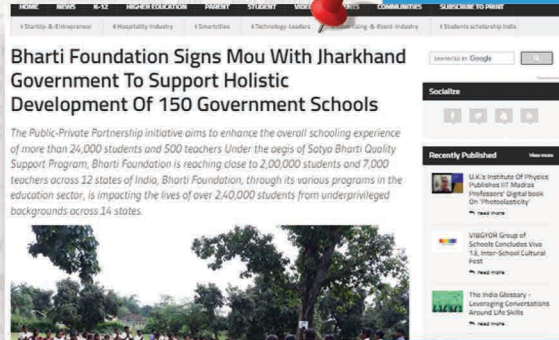 HOME NEWS K-12 HIGHER EDUCATION PARENT STUDENT COMMUNITIES SUBSCRIBE TO PRINT
# StartUp-&-Entrepreneur # Hospitality-Industry # SmartCities # Technology-Leaders # Students scholarship India
Bharti Foundation Signs Mou With Jharkhand
Government To Support Holistic
Development Of 150 Government Schools
The Public-Private Partnership initiative aims to enhance the overall schooling experience
of more than 24,000 students and 500 teachers Under the aegis of Satya Bharti Quality
Support Program, Bharti Foundation is reaching close to 2,00,000 students and 7,000
teachers across 12 states of India, Bharti Foundation, through its various programs in the
education sector, is impacting the lives of over 2,40,000 students from underprivileged
backgrounds across 14 states.
Google
Socialize
Recently Published View more
U.K.'s Institute Of Physics
Publishes IIT Madras
Professors' Digital book
On 'Photoelasticity'
read more
VIBGYOR Group of
Schools Concludes Viva
'13, Inter-School Cultural
Fest
read more
The India Glossary -
Leveraging Conversations
Around Life Skills
read more